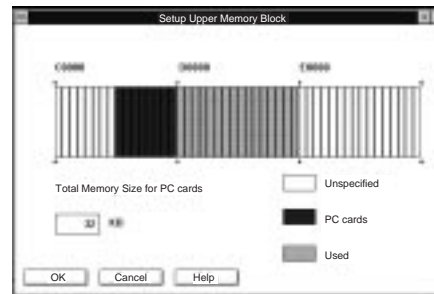 Setup Upper Memory Block
C0000 D0000 E0000
Total Memory Size for PC cards
Unspecified
32 KB
PC cards
Used
OK Cancel Help